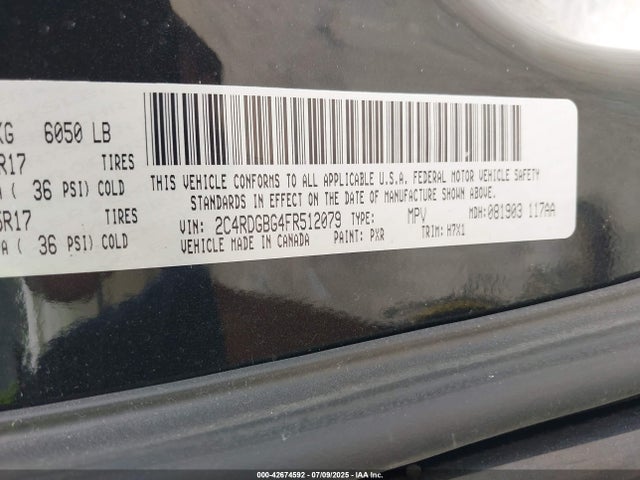 KG 6050 LB
R17 TIRES
A ( 36 PSI) COLD
5R17 TIRES
PA ( 36 PSI) COLD
THIS VEHICLE CONFORMS TO ALL APPLICABLE U.S.A. FEDERAL MOTOR VEHICLE SAFETY
STANDARDS IN EFFECT ON THE DATE OF MANUFACTURE SHOWN ABOVE.
VIN: 2C4RDGBG4FR512079 TYPE: MPV MDH: 081903 117AA
VEHICLE MADE IN CANADA PAINT: PXR TRIM: H7X1
000-42674592 | 07/09/2025 | IAA Inc.